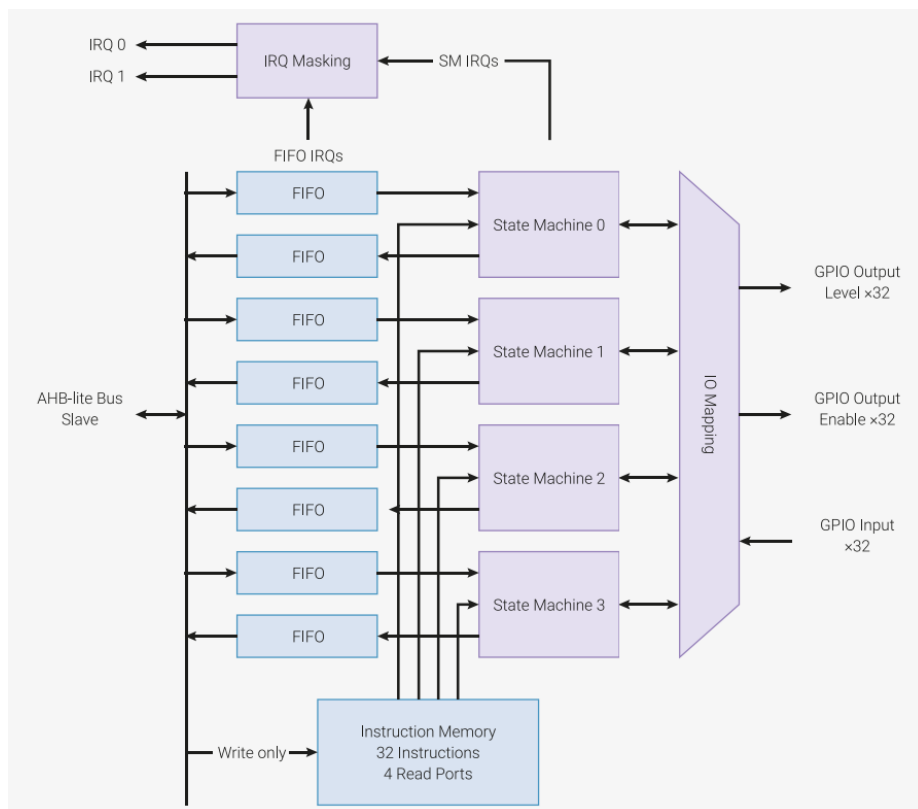 IRQ 0
IRQ 1
IRQ Masking
SM IRQs
FIFO IRQs
FIFO
State Machine 0
FIFO
GPIO Output
Level ×32
FIFO
State Machine 1
FIFO
IO Mapping
AHB-lite Bus
Slave
GPIO Output
Enable ×32
FIFO
State Machine 2
FIFO
GPIO Input
×32
FIFO
State Machine 3
FIFO
Write only
Instruction Memory
32 Instructions
4 Read Ports